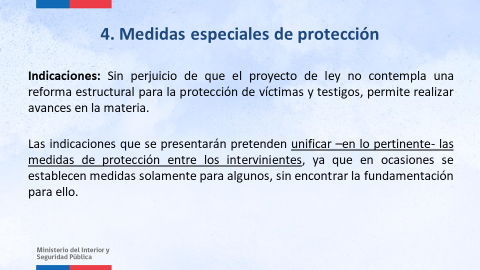 4. Medidas especiales de protección
Indicaciones: Sin perjuicio de que el proyecto de ley no contempla una
reforma estructural para la protección de víctimas y testigos, permite realizar
avances en la materia.
Las indicaciones que se presentarán pretenden unificar –en lo pertinente- las
medidas de protección entre los intervinientes, ya que en ocasiones se
establecen medidas solamente para algunos, sin encontrar la fundamentación
para ello.
Ministerio del Interior y
Seguridad Pública